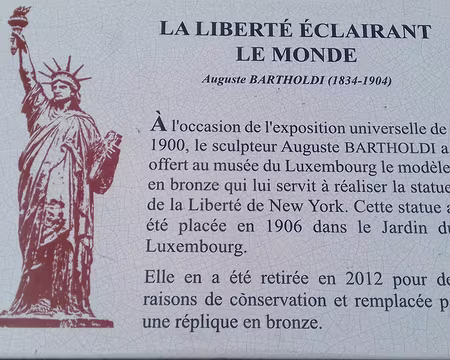 LA LIBERTÉ ÉCLAIRANT
LE MONDE
Auguste BARTHOLDI (1834-1904)
À l'occasion de l'exposition universelle de
1900, le sculpteur Auguste BARTHOLDI a
offert au musée du Luxembourg le modèle
en bronze qui lui servit à réaliser la statue
de la Liberté de New York. Cette statue a
été placée en 1906 dans le Jardin du
Luxembourg.
Elle en a été retirée en 2012 pour de
raisons de cònservation et remplacée p
une réplique en bronze.